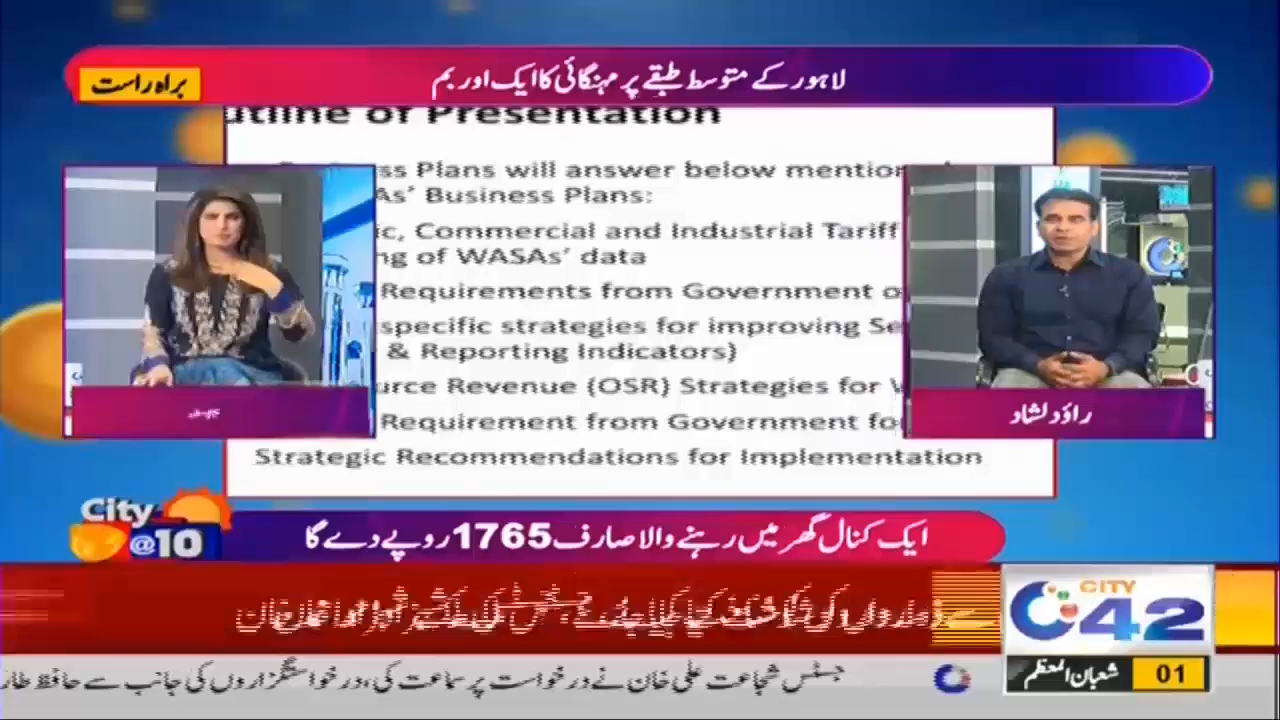 لاہور کے متوسط طبقے پر مہنگائی کا ایک اور بم
براہ راست
utline of Presentation
ss Plans will answer below mention
As' Business Plans:
ic, Commercial and Industrial Tariff
ng of WASAs' data
Requirements from Government o
specific strategies for improving Se
& Reporting Indicators)
urce Revenue (OSR) Strategies for
Requirement from Government fo
Strategic Recommendations for Implementation
راؤ دلشاد
City @10
ایک کنال گھر میں رہنے والا صارف 1765 روپے دے گا
CITY 42
جسٹس شجاعت علی خان نے درخواست پر سماعت کی، درخواستگزاروں کی جانب سے حافظ طار
شعبان المعظم 01